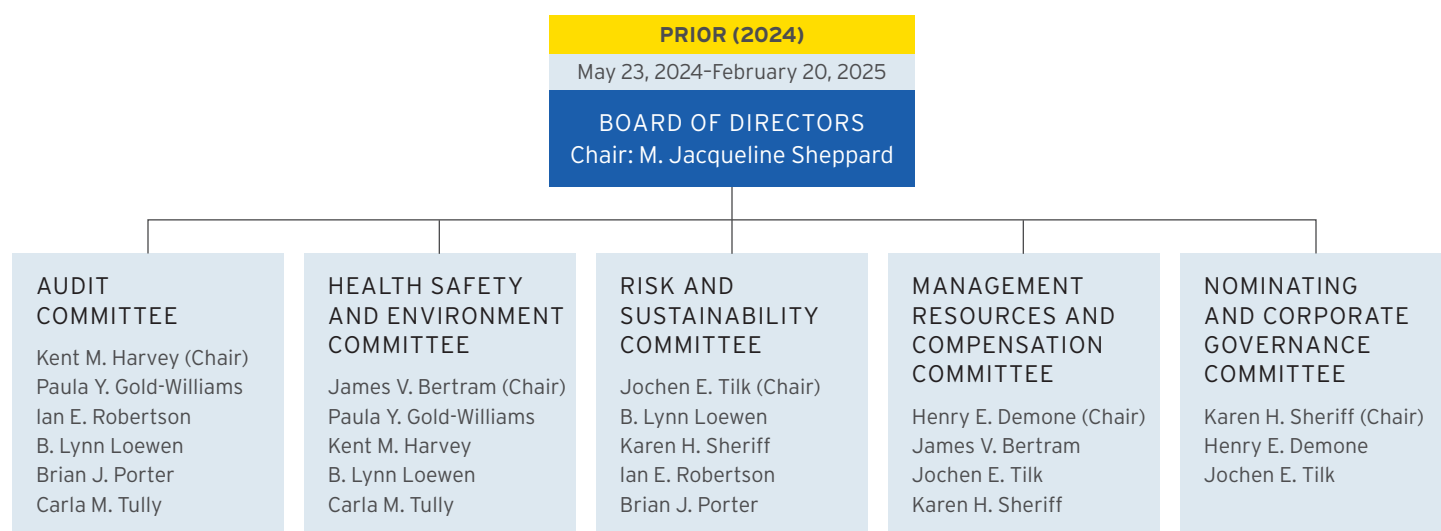 PRIOR (2024)
May 23, 2024–February 20, 2025
BOARD OF DIRECTORS
Chair: M. Jacqueline Sheppard
AUDIT
COMMITTEE
Kent M. Harvey (Chair)
Paula Y. Gold-Williams
Ian E. Robertson
B. Lynn Loewen
Brian J. Porter
Carla M. Tully
HEALTH SAFETY
AND ENVIRONMENT
COMMITTEE
James V. Bertram (Chair)
Paula Y. Gold-Williams
Kent M. Harvey
B. Lynn Loewen
Carla M. Tully
RISK AND
SUSTAINABILITY
COMMITTEE
Jochen E. Tilk (Chair)
B. Lynn Loewen
Karen H. Sheriff
Ian E. Robertson
Brian J. Porter
MANAGEMENT
RESOURCES AND
COMPENSATION
COMMITTEE
Henry E. Demone (Chair)
James V. Bertram
Jochen E. Tilk
Karen H. Sheriff
NOMINATING
AND CORPORATE
GOVERNANCE
COMMITTEE
Karen H. Sheriff (Chair)
Henry E. Demone
Jochen E. Tilk